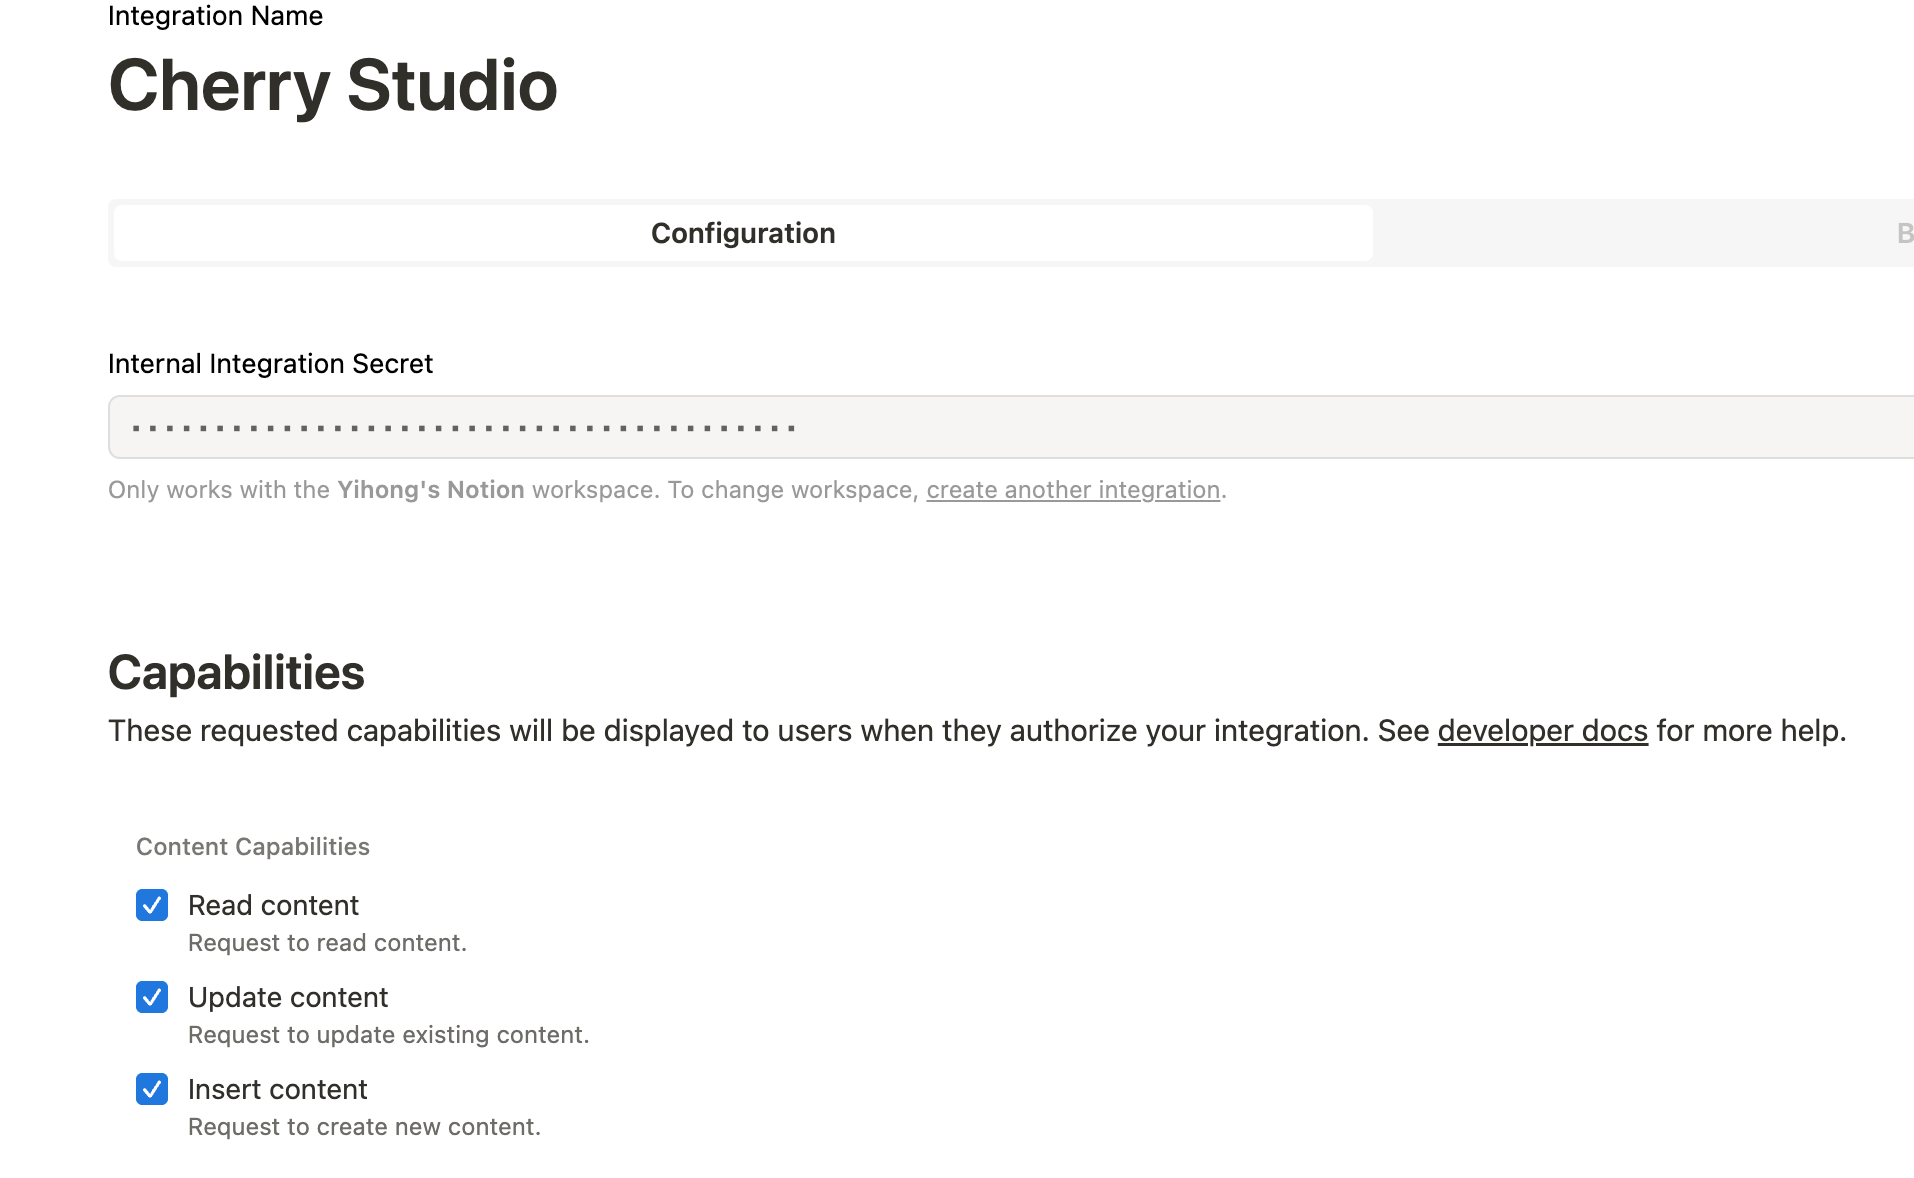 Integration Name
Cherry Studio
Configuration
B
Internal Integration Secret
Only works with the Yihong's Notion workspace. To change workspace, create another integration.
Capabilities
These requested capabilities will be displayed to users when they authorize your integration. See developer docs for more help.
Content Capabilities
Read content
Request to read content.
Update content
Request to update existing content.
Insert content
Request to create new content.